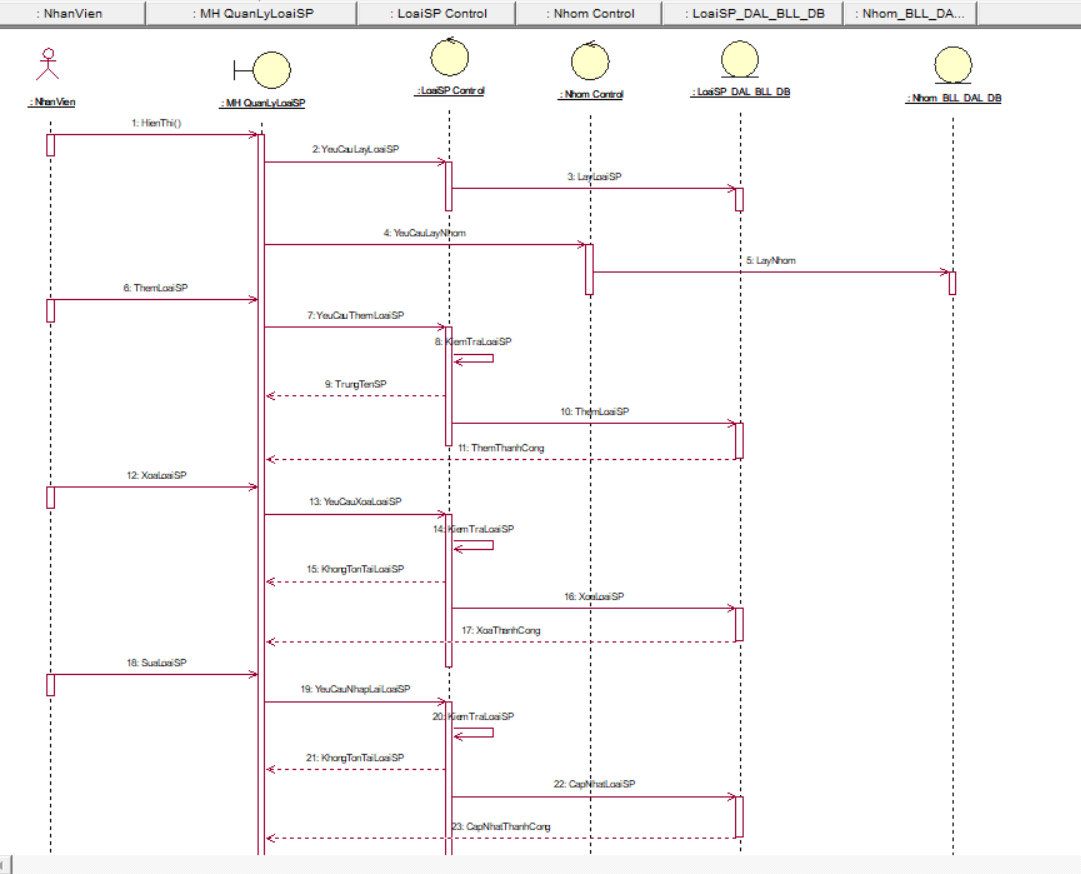 : NhanVien
: MH QuanLyLoaiSP
: LoaiSP Control
: Nhom Control
: LoaiSP_DAL_BLL_DB
: Nhom_BLL_DA...
: NhanVien
: MH QuanLyLoaiSP
: LoaiSP Control
: Nhom Control
: LoaiSP_DAL_BLL_DB
: Nhom_BLL_DAL_DB
1: HienThi()
2: YeuCauLayLoaiSP
3: LayLoaiSP
4: YeuCauLayNhom
5: LayNhom
6: ThemLoaiSP
7: YeuCauThemLoaiSP
8: KiemTraLoaiSP
9: TrungTenSP
10: ThemLoaiSP
11: ThemThanhCong
12: XoaLoaiSP
13: YeuCauXoaLoaiSP
14: KiemTraLoaiSP
15: KhongTonTaiLoaiSP
16: XoaLoaiSP
17: XoaThanhCong
18: SuaLoaiSP
19: YeuCauNhapLaiLoaiSP
20: KiemTraLoaiSP
21: KhongTonTaiLoaiSP
22: CapNhatLoaiSP
23: CapNhatThanhCong